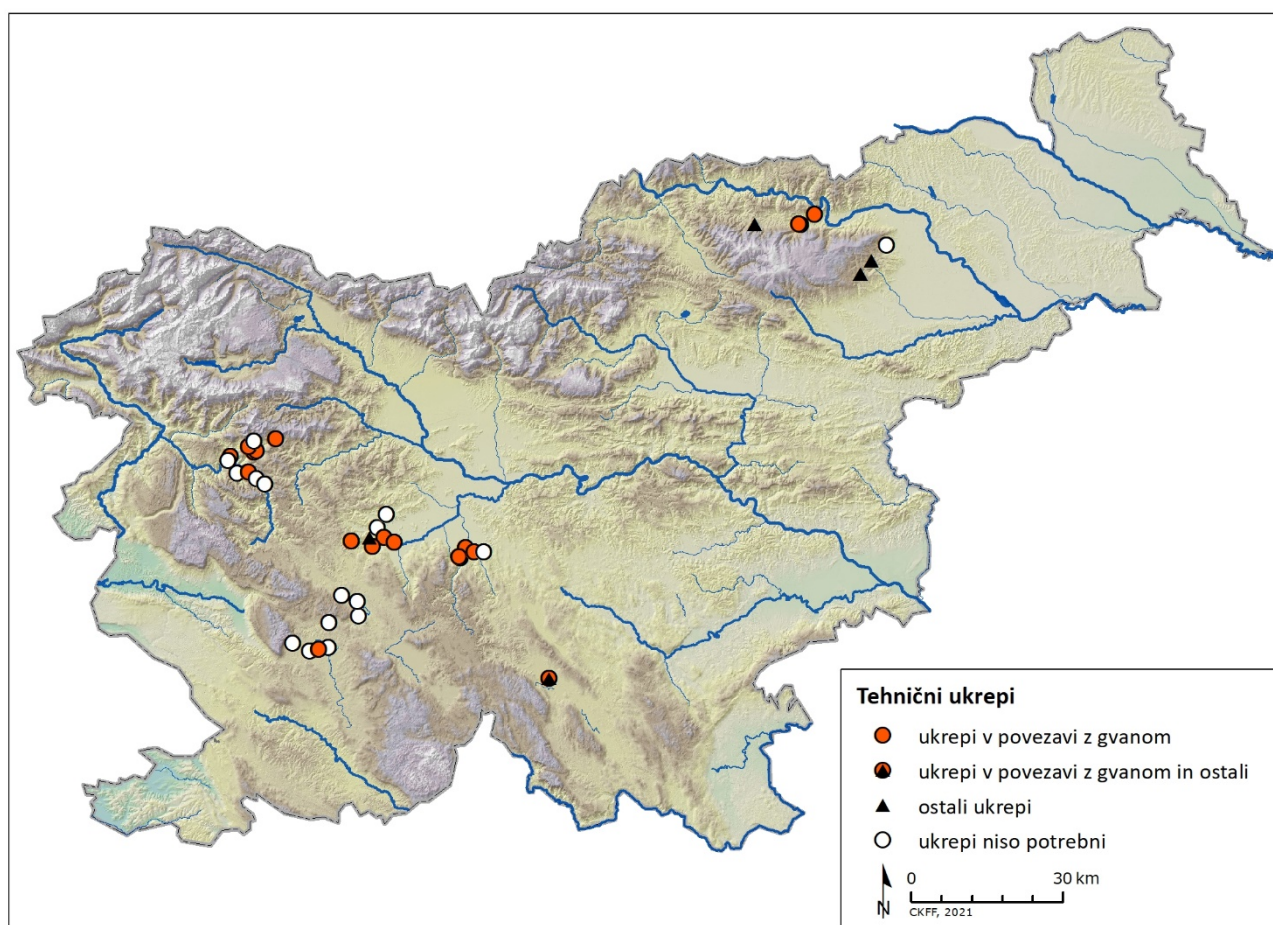 Tehnični ukrepi
ukrepi v povezavi z gvanom
ukrepi v povezavi z gvanom in ostali
ostali ukrepi
ukrepi niso potrebni
0 30 km
N
CKFF, 2021